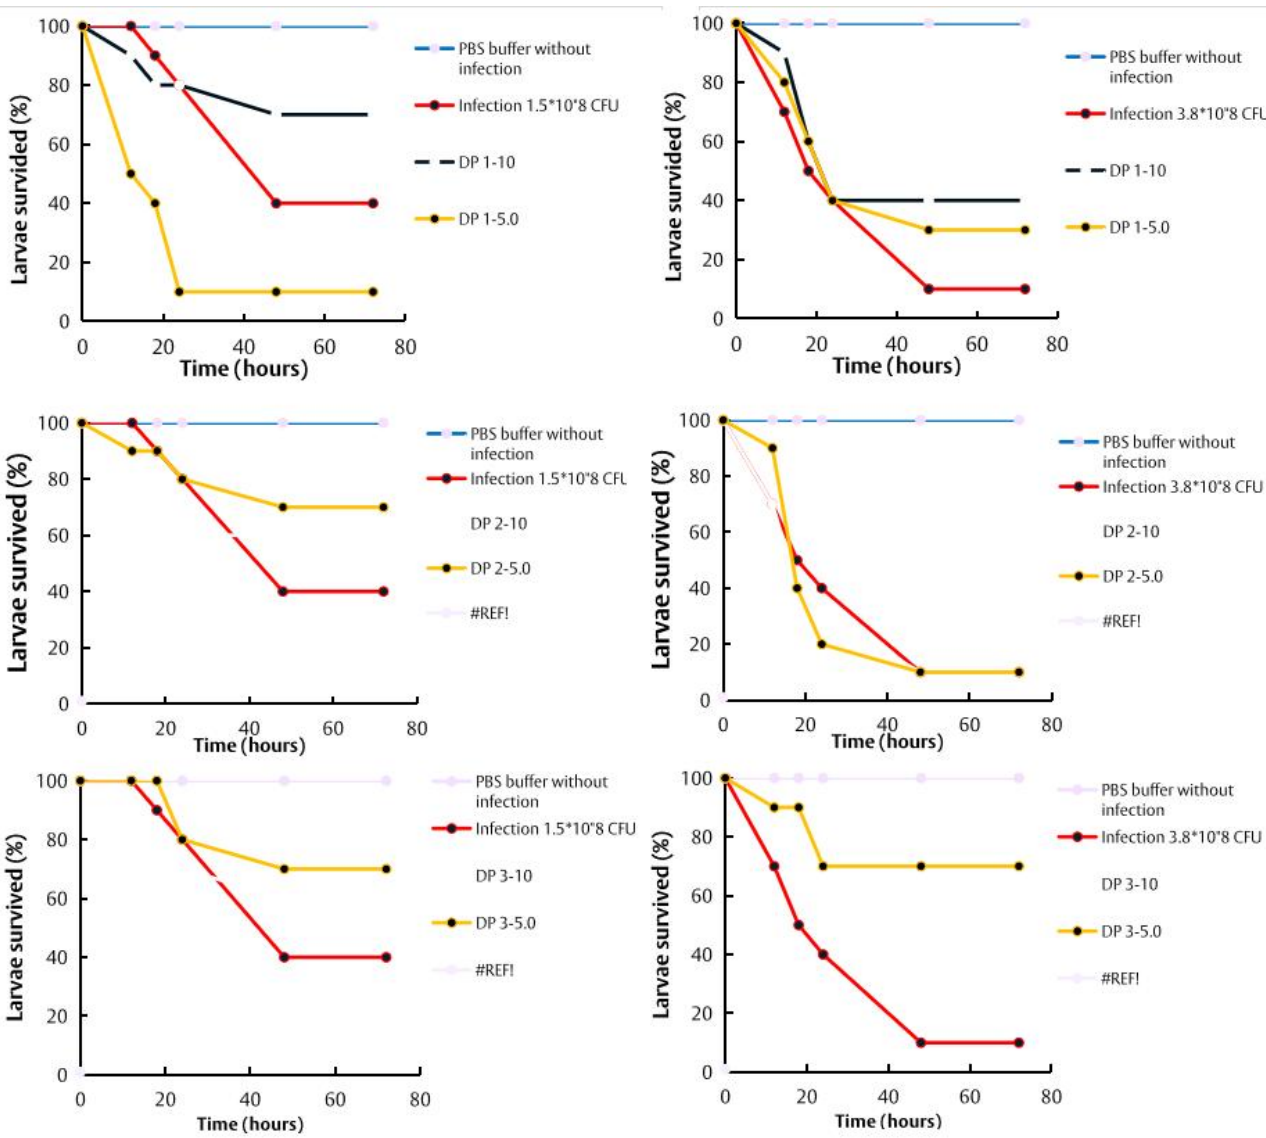 Larvae survided (%)
100
80
60
40
20
0
0 20 40 60 80
Time (hours)
PBS buffer without
infection
Infection 1.5*10"8 CFU
DP 1-10
DP 1-5.0
Larvae survided (%)
100
80
60
40
20
0
0 20 40 60 80
Time (hours)
PBS buffer without
infection
Infection 3.8*10"8 CFU
DP 1-10
DP 1-5.0
Larvae survived (%)
100
80
60
40
20
0
0 20 40 60 80
Time (hours)
PBS buffer without
infection
Infection 1.5*10"8 CFU
DP 2-10
DP 2-5.0
#REF!
Larvae survived (%)
100
80
60
40
20
0
0 20 40 60 80
Time (hours)
PBS buffer without
infection
Infection 3.8*10"8 CFU
DP 2-10
DP 2-5.0
#REF!
Larvae survived (%)
100
80
60
40
20
0
0 20 40 60 80
Time (hours)
PBS buffer without
infection
Infection 1.5*10"8 CFU
DP 3-10
DP 3-5.0
#REF!
Larvae survived (%)
100
80
60
40
20
0
0 20 40 60 80
Time (hours)
PBS buffer without
infection
Infection 3.8*10"8 CFU
DP 3-10
DP 3-5.0
#REF!